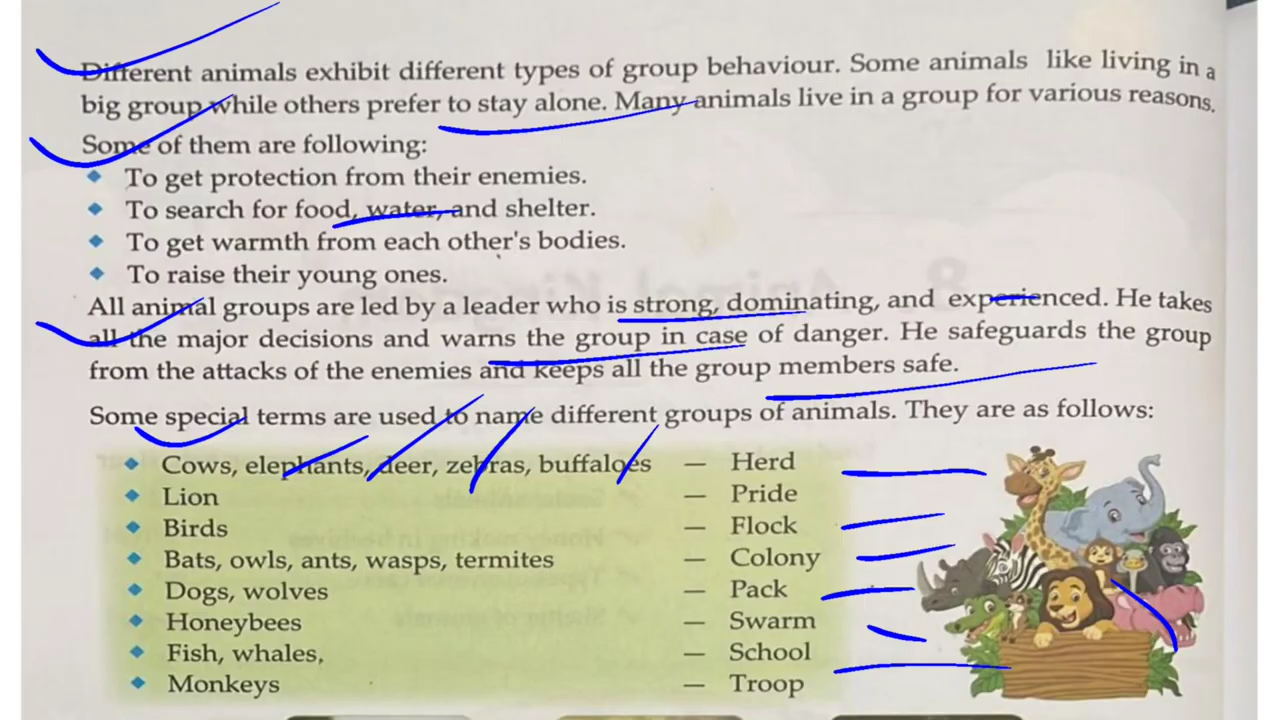 Different animals exhibit different types of group behaviour. Some animals like living in a
big group while others prefer to stay alone. Many animals live in a group for various reasons.
Some of them are following:
◆ To get protection from their enemies.
◆ To search for food, water, and shelter.
◆ To get warmth from each other's bodies.
◆ To raise their young ones.
All animal groups are led by a leader who is strong, dominating, and experienced. He takes
all the major decisions and warns the group in case of danger. He safeguards the group
from the attacks of the enemies and keeps all the group members safe.
Some special terms are used to name different groups of animals. They are as follows:
◆ Cows, elephants, deer, zebras, buffaloes — Herd
◆ Lion — Pride
◆ Birds — Flock
◆ Bats, owls, ants, wasps, termites — Colony
◆ Dogs, wolves — Pack
◆ Honeybees — Swarm
◆ Fish, whales, — School
◆ Monkeys — Troop